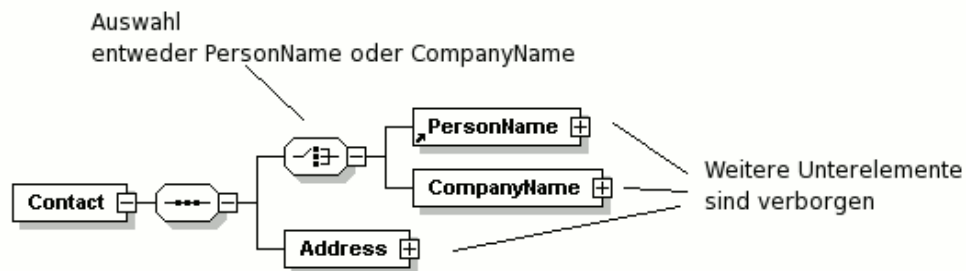 Auswahl
entweder PersonName oder CompanyName
PersonName
CompanyName
Contact
Address
Weitere Unterelemente
sind verborgen